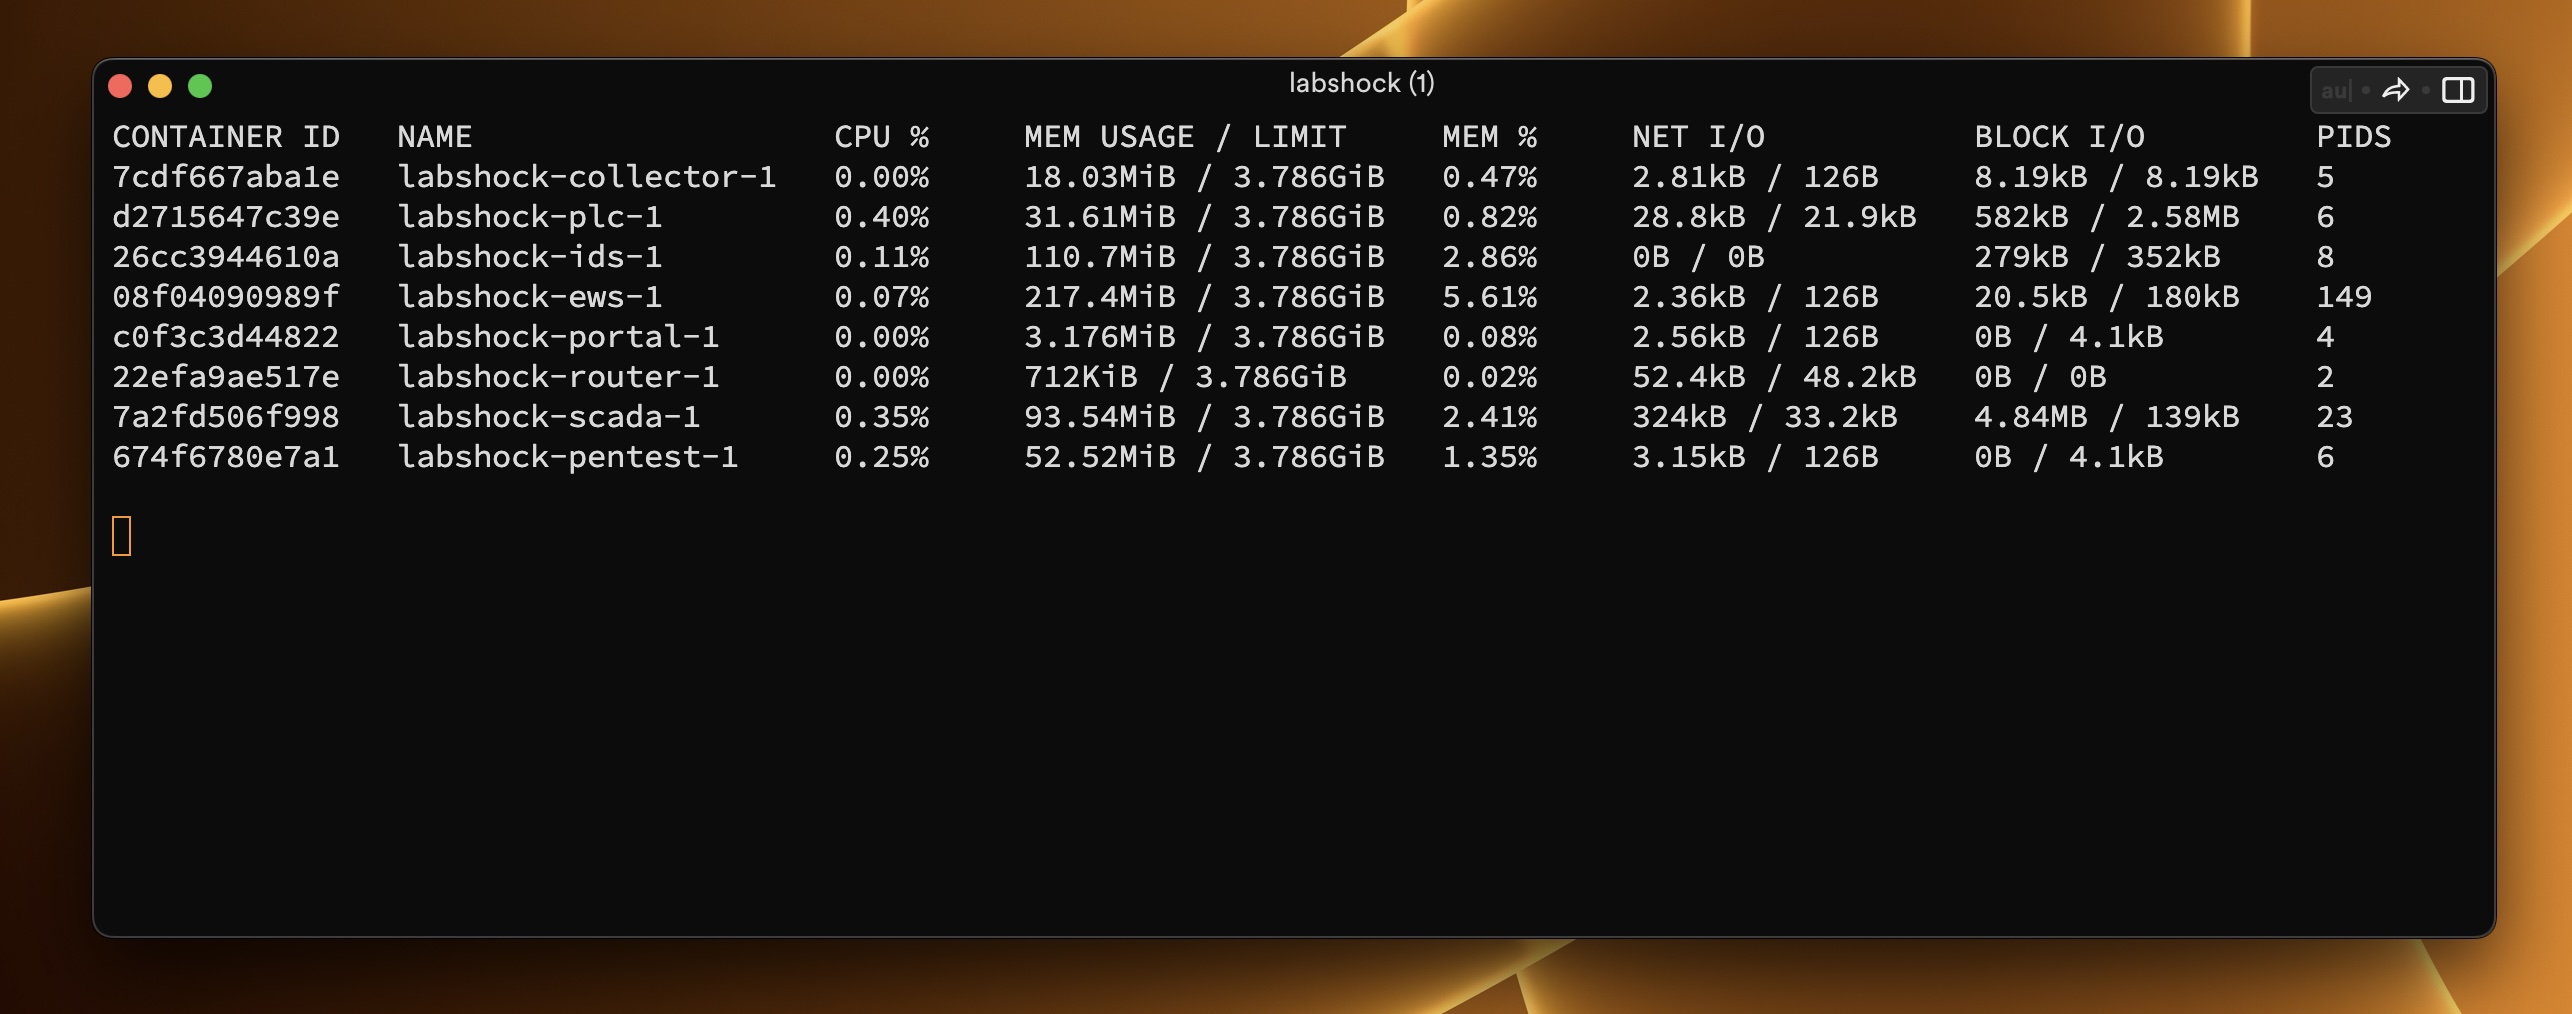 labshock (1)
au
CONTAINER ID   NAME                   CPU %     MEM USAGE / LIMIT    MEM %     NET I/O           BLOCK I/O         PIDS
7cdf667aba1e   labshock-collector-1   0.00%     18.03MiB / 3.786GiB   0.47%     2.81kB / 126B     8.19kB / 8.19kB   5
d2715647c39e   labshock-plc-1         0.40%     31.61MiB / 3.786GiB   0.82%     28.8kB / 21.9kB   582kB / 2.58MB    6
26cc3944610a   labshock-ids-1         0.11%     110.7MiB / 3.786GiB   2.86%     0B / 0B           279kB / 352kB     8
08f04090989f   labshock-ews-1         0.07%     217.4MiB / 3.786GiB   5.61%     2.36kB / 126B     20.5kB / 180kB    149
c0f3c3d44822   labshock-portal-1      0.00%     3.176MiB / 3.786GiB   0.08%     2.56kB / 126B     0B / 4.1kB        4
22efa9ae517e   labshock-router-1      0.00%     712KiB / 3.786GiB     0.02%     52.4kB / 48.2kB   0B / 0B           2
7a2fd506f998   labshock-scada-1       0.35%     93.54MiB / 3.786GiB   2.41%     324kB / 33.2kB    4.84MB / 139kB    23
674f6780e7a1   labshock-pentest-1     0.25%     52.52MiB / 3.786GiB   1.35%     3.15kB / 126B     0B / 4.1kB        6